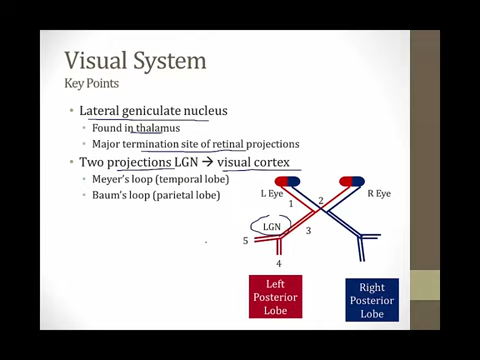 Visual System
Key Points
• Lateral geniculate nucleus
• Found in thalamus
• Major termination site of retinal projections
• Two projections LGN → visual cortex
• Meyer's loop (temporal lobe)
• Baum's loop (parietal lobe)
L Eye
R Eye
1
2
LGN
3
5
4
Left
Posterior
Lobe
Right
Posterior
Lobe